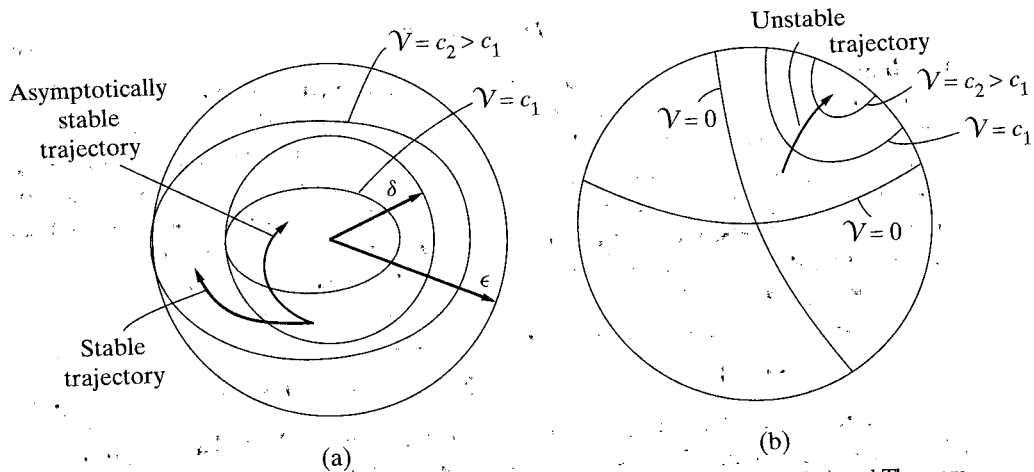 𝒱 = c₂ > c₁
Asymptotically
stable
trajectory
𝒱 = c₁
δ
ϵ
Stable
trajectory
(a)
Unstable
trajectory
𝒱 = c₂ > c₁
𝒱 = 0
𝒱 = c₁
𝒱 = 0
(b)